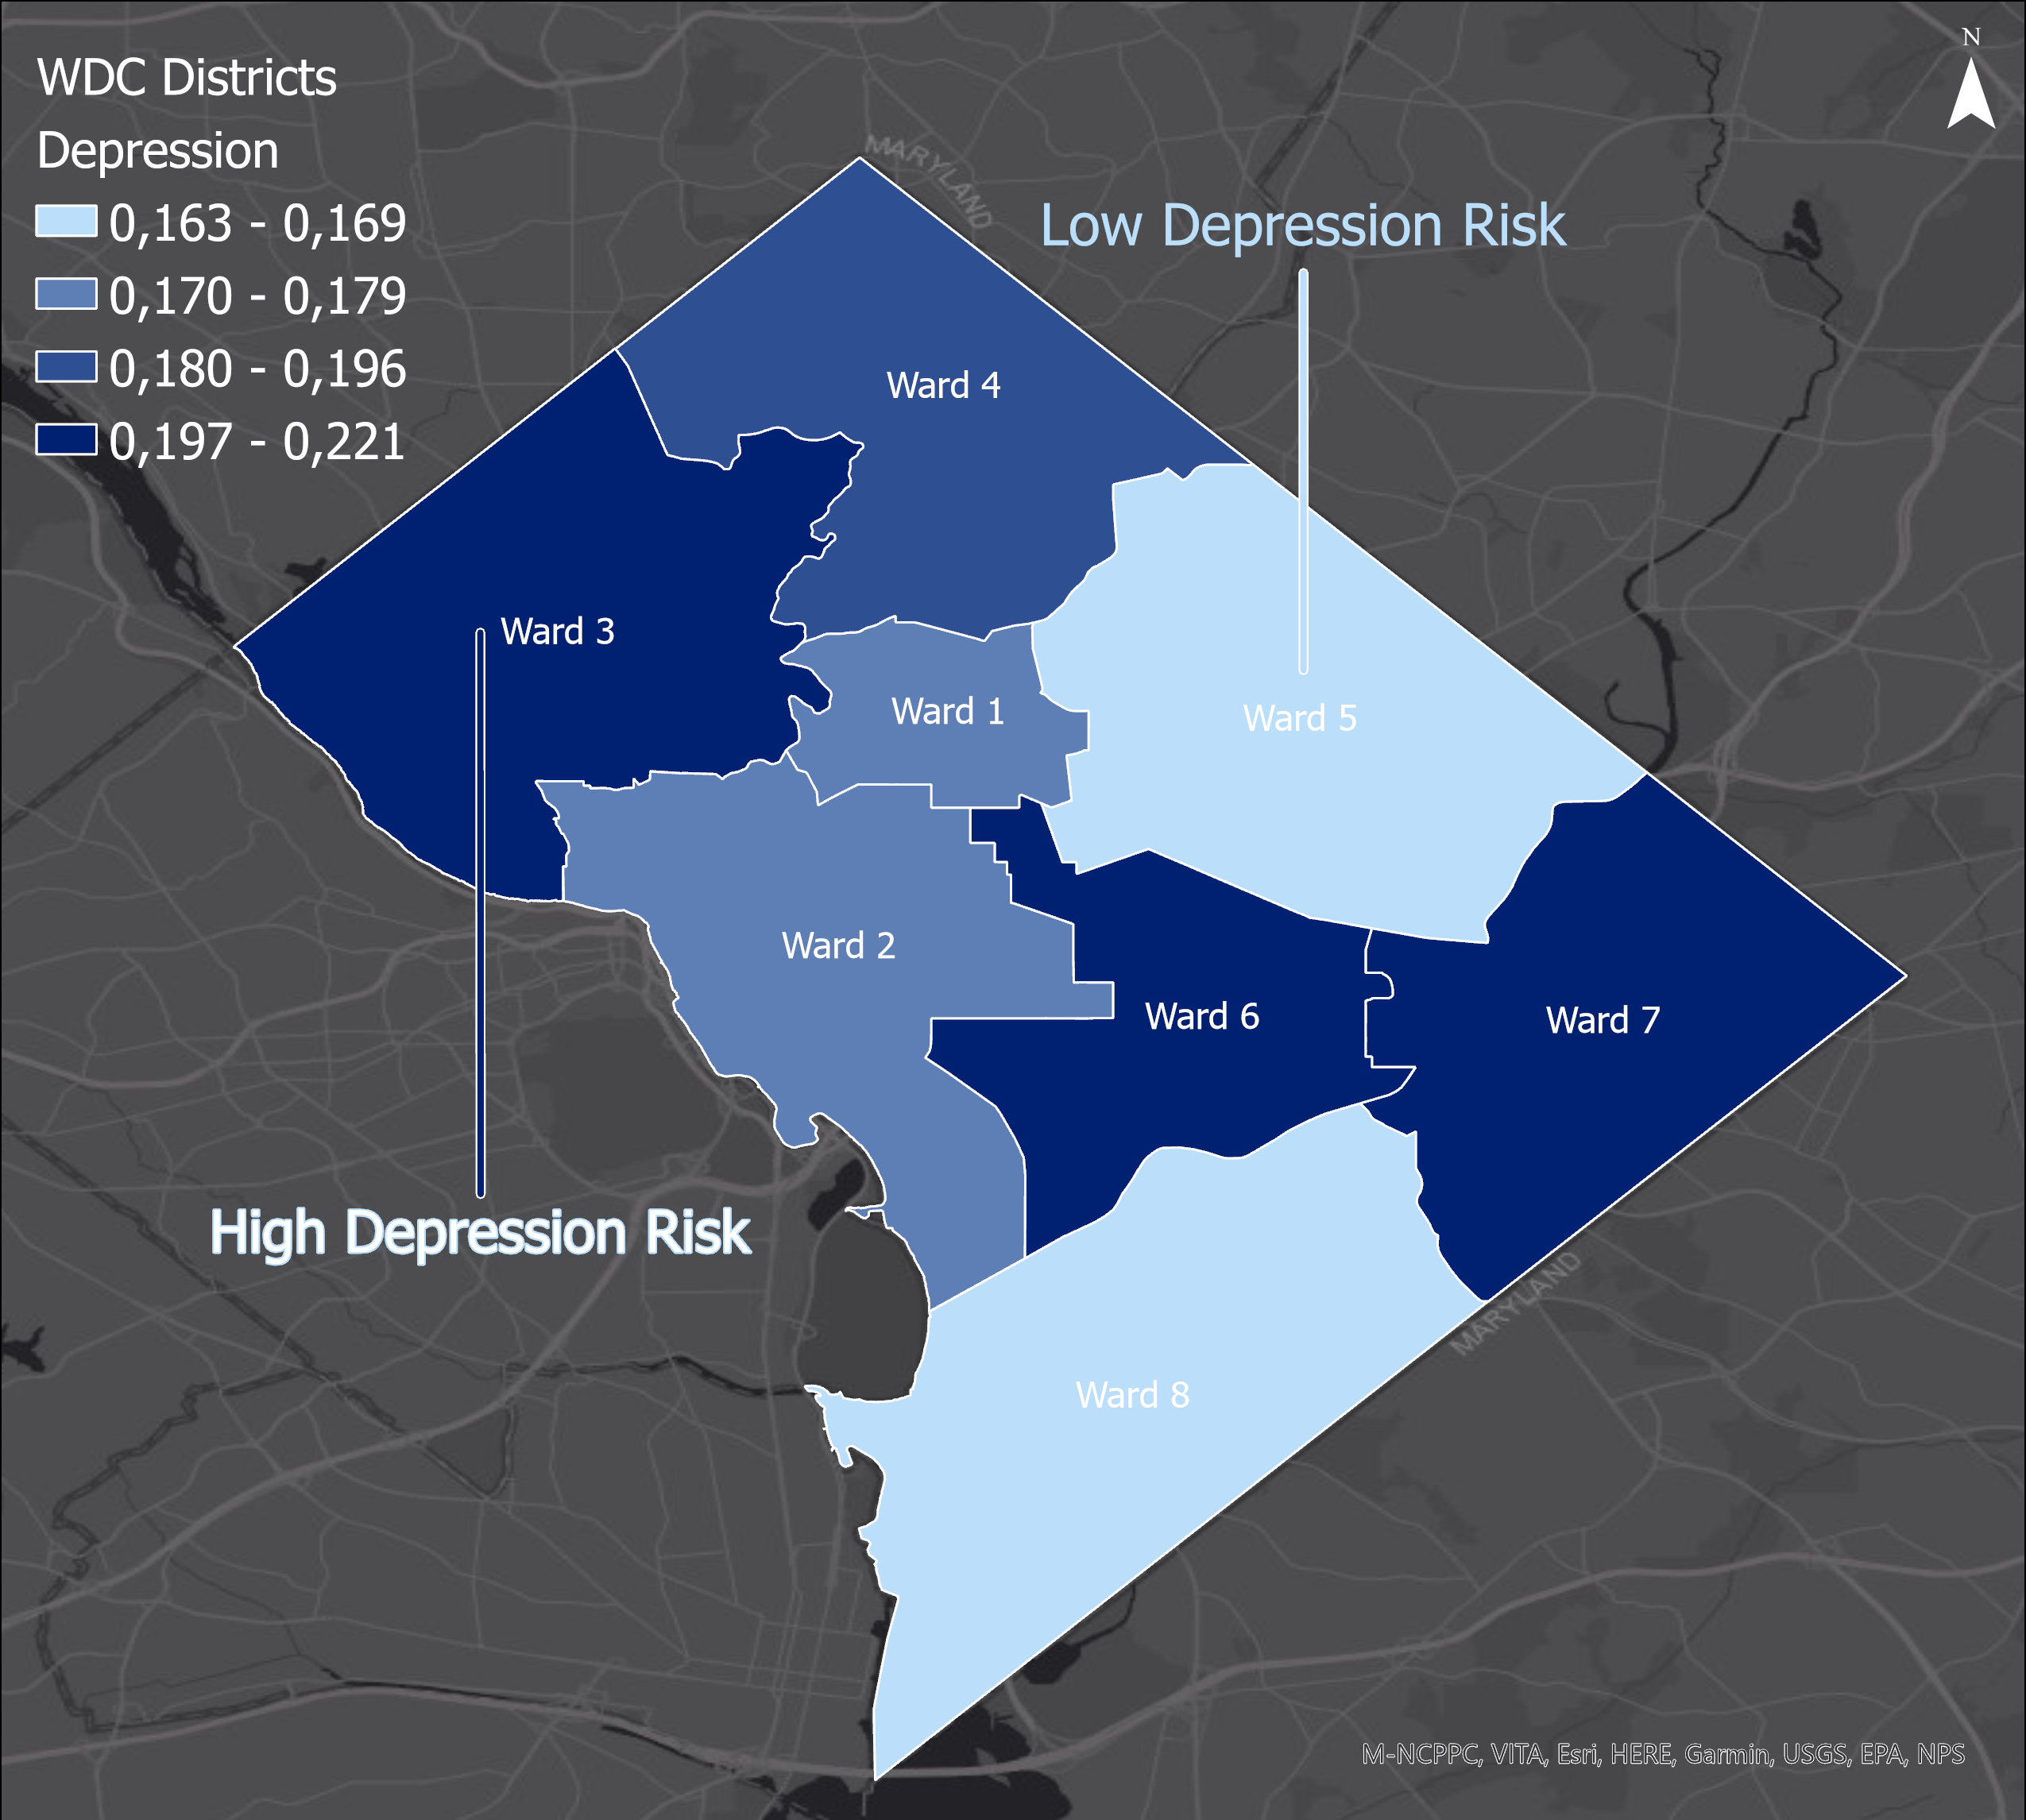 N
WDC Districts
Depression
0,163 - 0,169
0,170 - 0,179
0,180 - 0,196
0,197 - 0,221
MARYLAND
Low Depression Risk
Ward 4
Ward 3
Ward 1
Ward 5
Ward 2
Ward 6
Ward 7
High Depression Risk
MARYLAND
Ward 8
M-NCPPC, VITA, Esri, HERE, Garmin, USGS, EPA, NPS